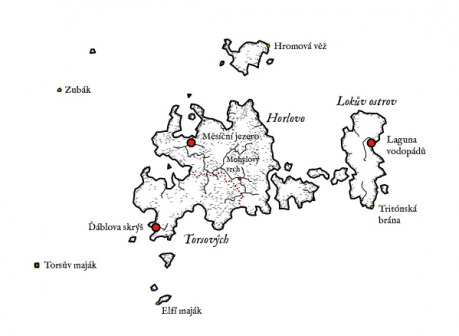 Hromová věž
Zubák
Lokův ostrov
Horlovo
Měsíční jezero
Laguna
vodopádů
Mohylový
vrch
Tritónská
brána
Ďáblova skrýš
Torsových
Torsův maják
Elfí maják